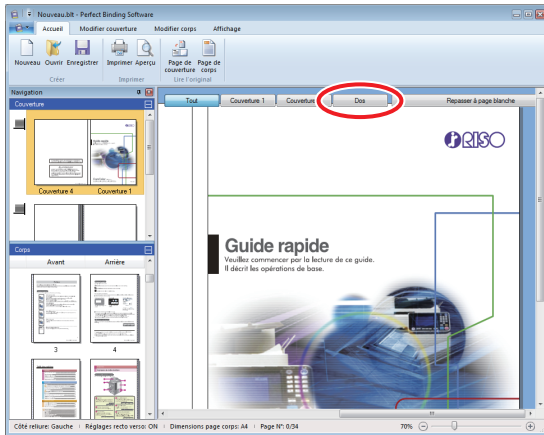 Nouveau.blt - Perfect Binding Software
Accueil Modifier couverture Modifier corps Affichage
Nouveau Ouvrir Enregistrer Imprimer Aperçu Page de couverture Page de corps
Créer Imprimer Lire l'original
Navigation
Couverture
Tout Couverture 1 Couverture Dos Repasser à page blanche
RISO
Guide rapide
Couverture 4 Couverture 1
Guide rapide
Veuillez commencer par la lecture de ce guide.
Il décrit les opérations de base.
Corps
Avant Arrière
3 4
Côté reliure: Gauche Réglages recto verso: ON Dimensions page corps: A4 Page N°: 0/34 70%